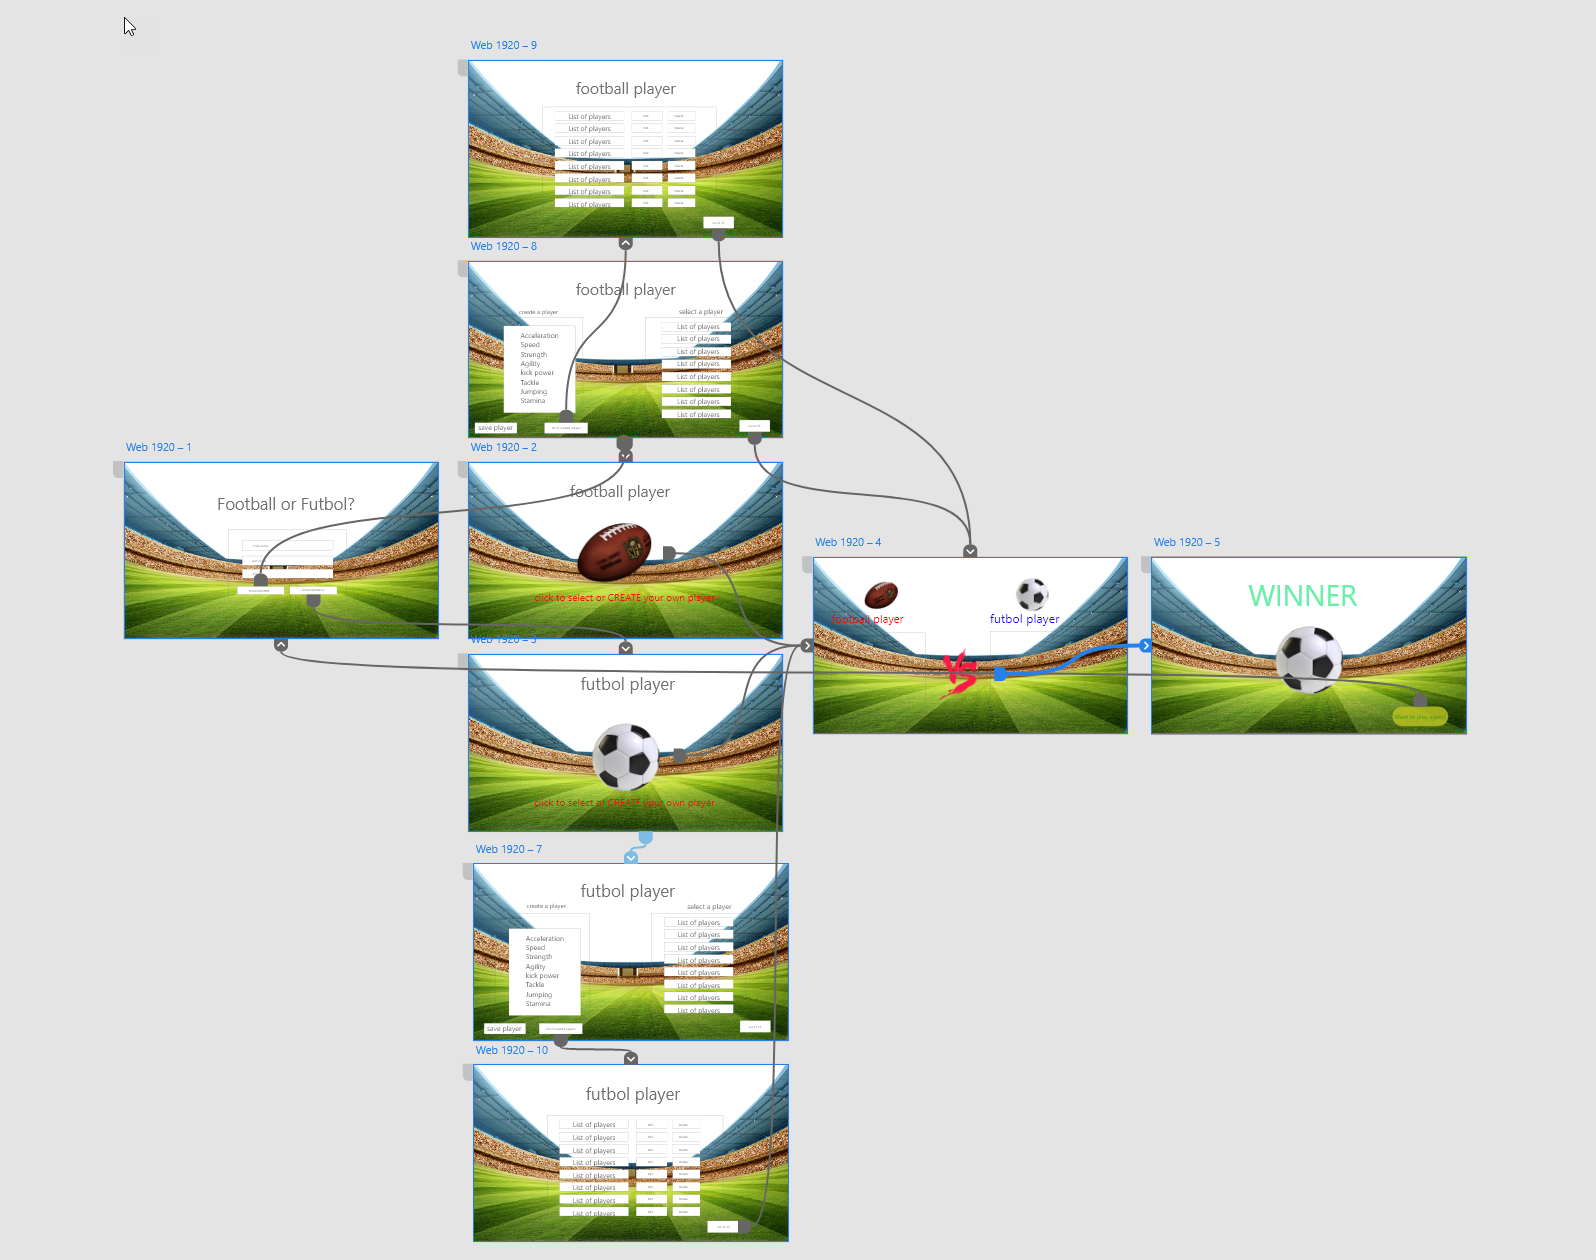 Web 1920 – 9
football player
List of players
List of players
List of players
List of players
List of players
List of players
List of players
List of players
Web 1920 – 8
football player
create a player
select a player
Acceleration
Speed
Strength
Agility
kick power
Tackle
Jumping
Stamina
List of players
List of players
List of players
List of players
List of players
List of players
List of players
List of players
save player
Web 1920 – 1
Football or Futbol?
Web 1920 – 2
football player
click to select or CREATE your own player
Web 1920 – 3
futbol player
click to select or CREATE your own player
Web 1920 – 4
football player
futbol player
VS
Web 1920 – 5
WINNER
Want to play again?
Web 1920 – 7
futbol player
create a player
select a player
Acceleration
Speed
Strength
Agility
kick power
Tackle
Jumping
Stamina
List of players
List of players
List of players
List of players
List of players
List of players
List of players
List of players
save player
Web 1920 – 10
futbol player
List of players
List of players
List of players
List of players
List of players
List of players
List of players
List of players